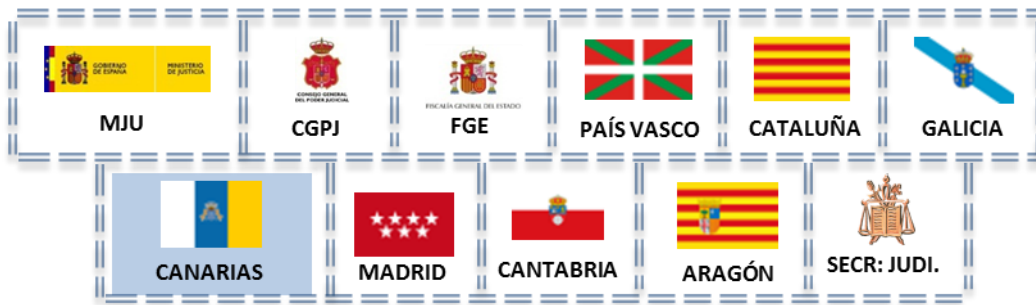 GOBIERNO
DE ESPAÑA
MINISTERIO
DE JUSTICIA
MJU
CONSEJO GENERAL
DEL PODER JUDICIAL
CGPJ
FISCALÍA GENERAL DEL ESTADO
FGE
PAÍS VASCO
CATALUÑA
GALICIA
CANARIAS
MADRID
CANTABRIA
ARAGÓN
SECR: JUDI.